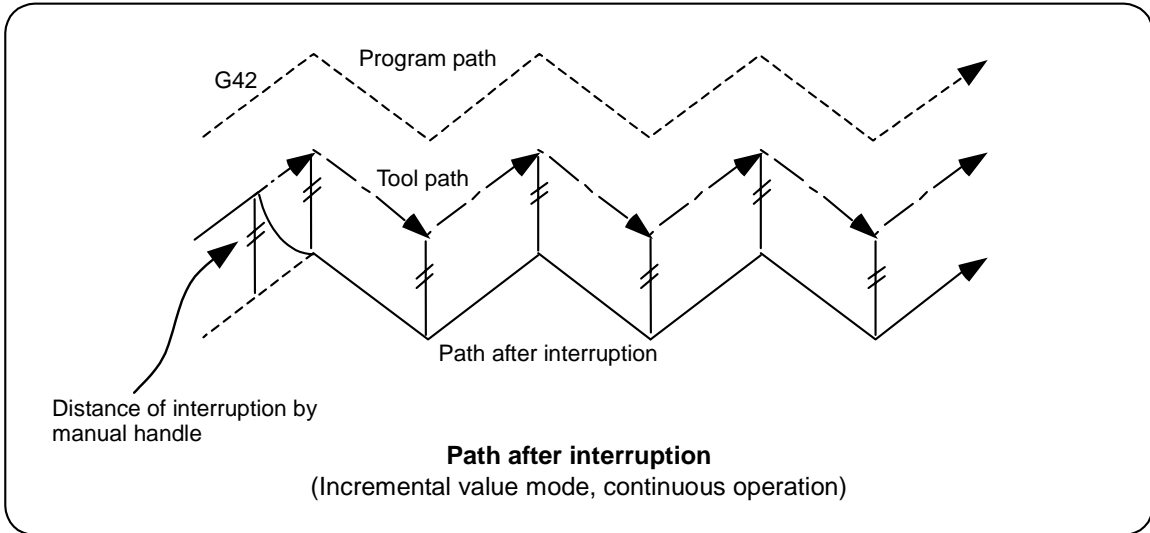 Program path
G42
Tool path
Path after interruption
Distance of interruption by
manual handle
Path after interruption
(Incremental value mode, continuous operation)